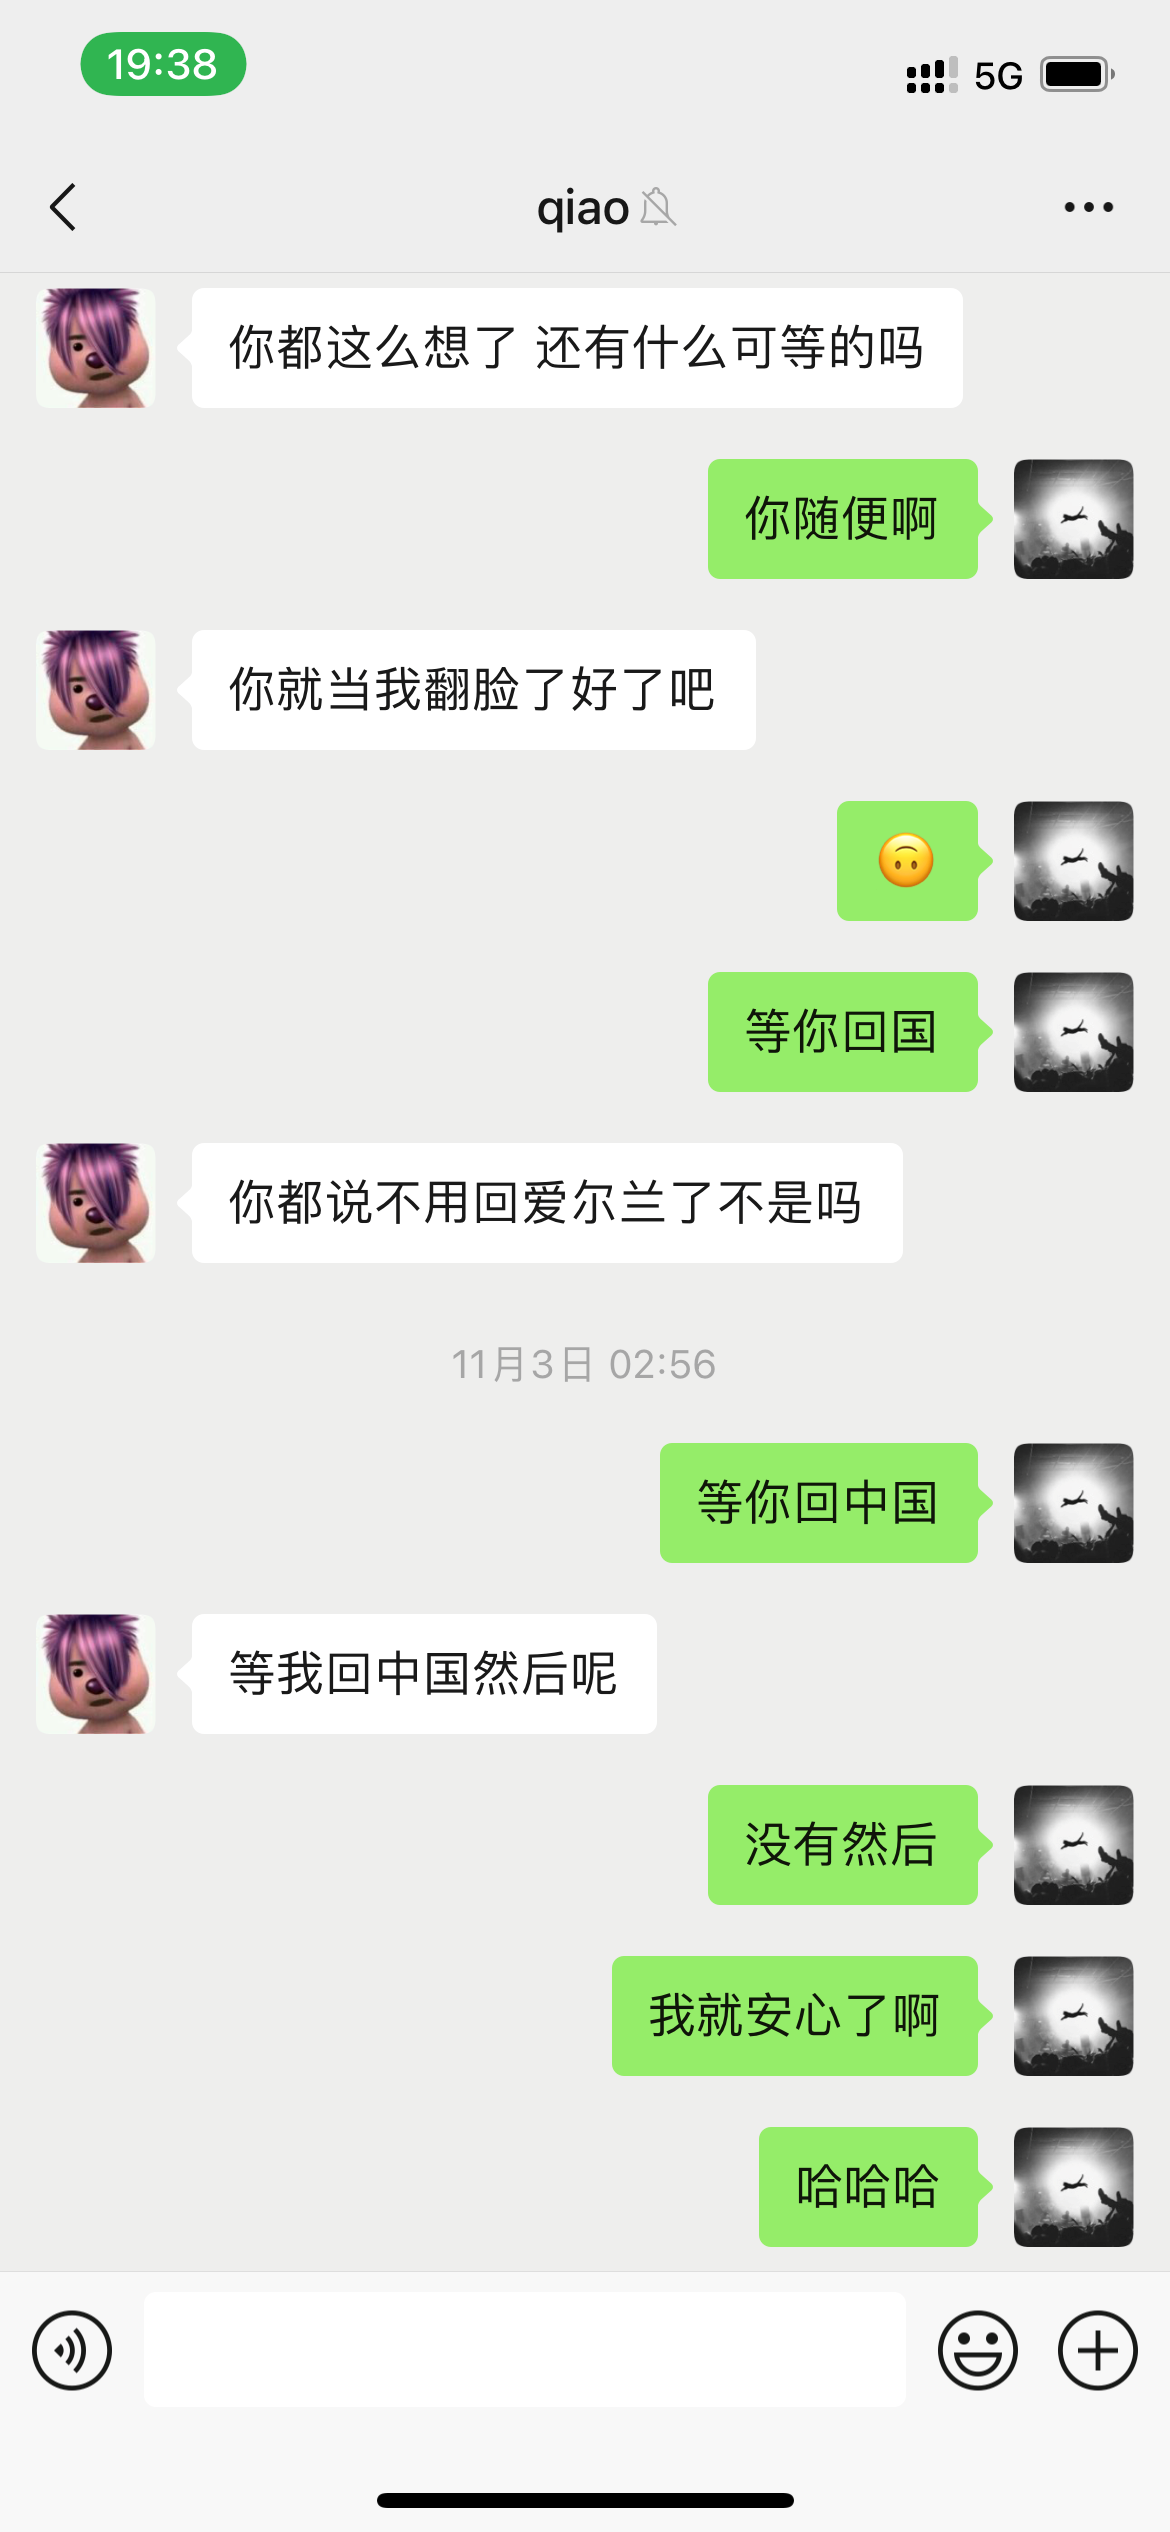 19:38
5G
qiao
你都这么想了 还有什么可等的吗
你随便啊
你就当我翻脸了好了吧
🙃
等你回国
你都说不用回爱尔兰了不是吗
11月3日 02:56
等你回中国
等我回中国然后呢
没有然后
我就安心了啊
哈哈哈